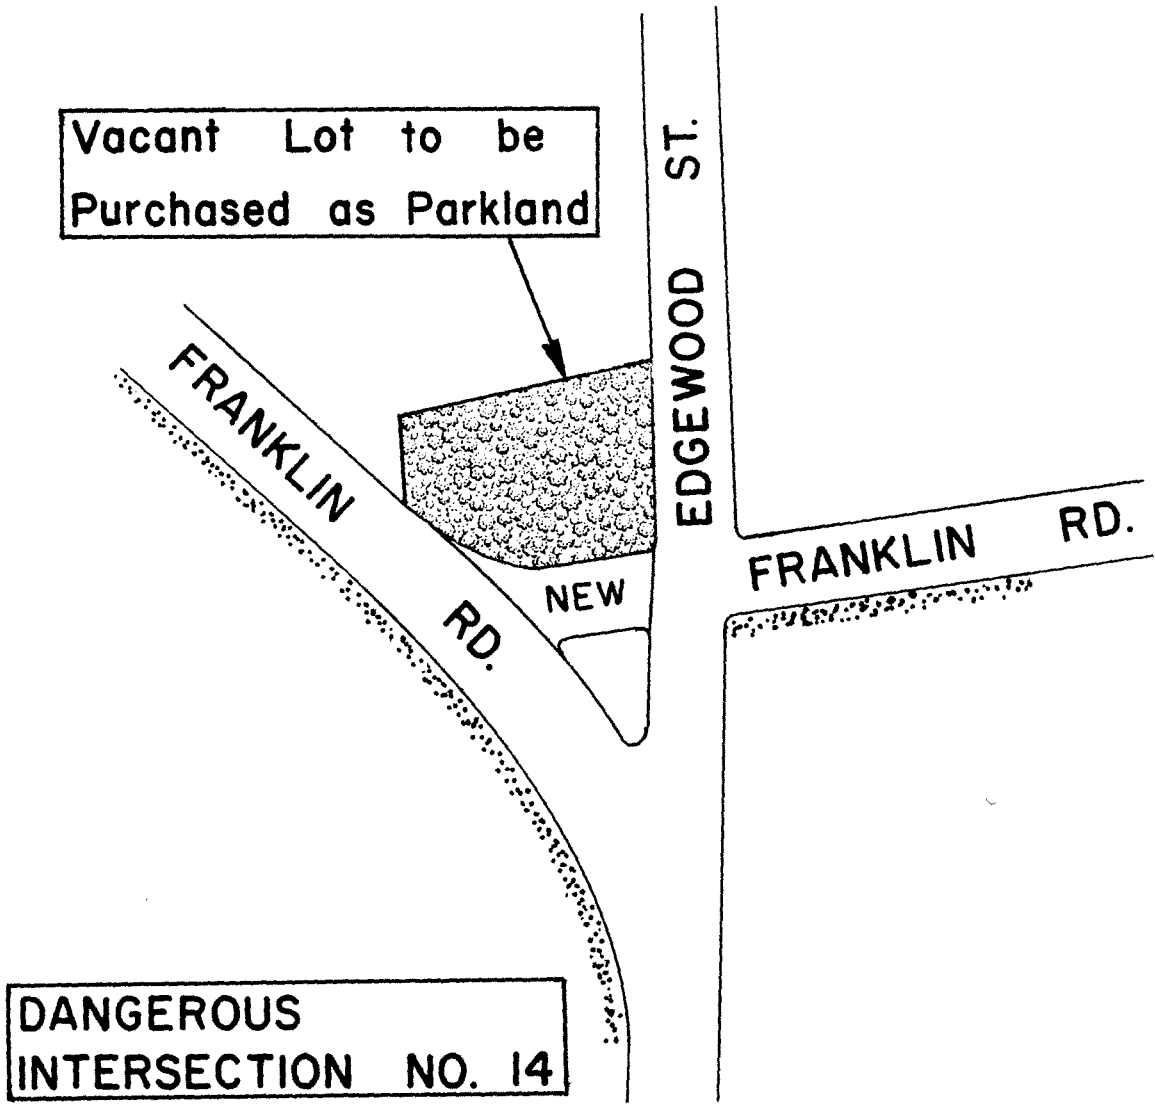 Vacant Lot to be
Purchased as Parkland
EDGEWOOD ST.
FRANKLIN RD.
FRANKLIN RD.
NEW
DANGEROUS
INTERSECTION NO. 14